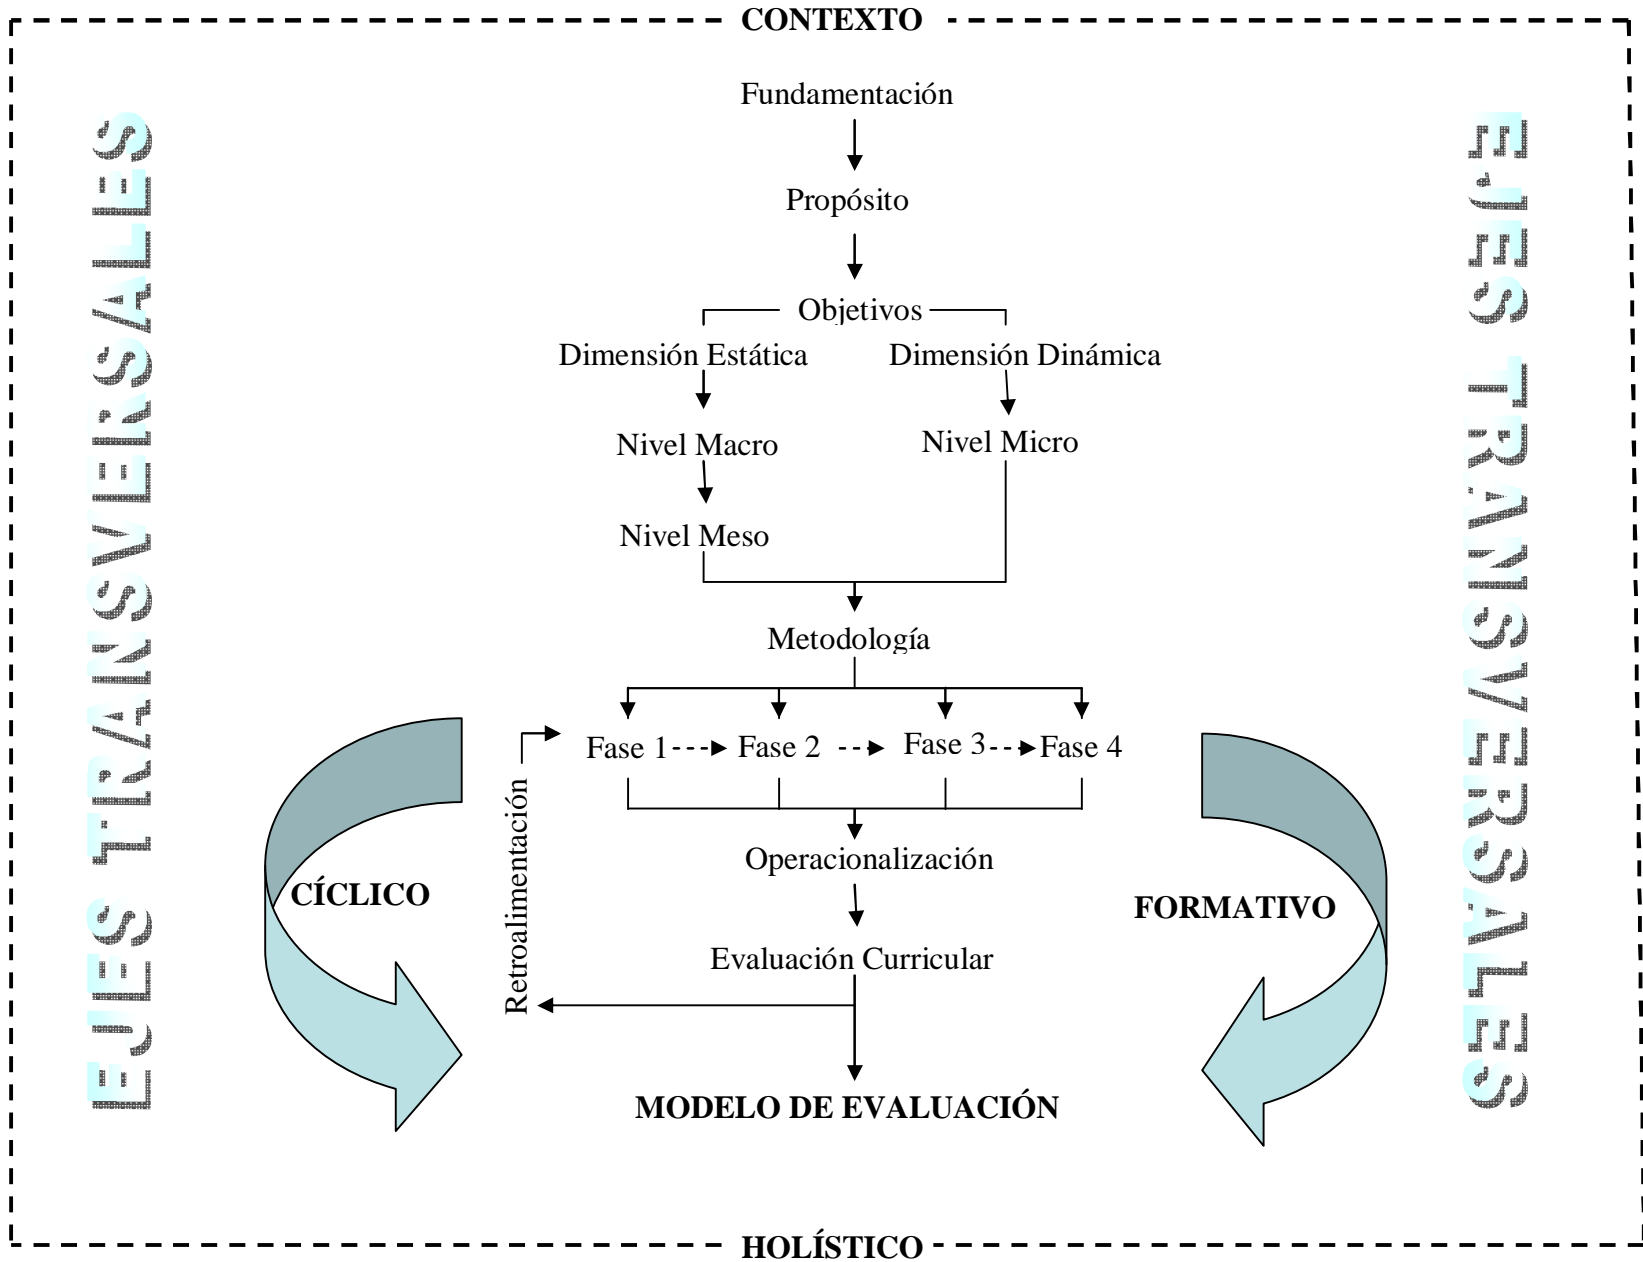 CONTEXTO
Fundamentación
Propósito
Objetivos
Dimensión Estática Dimensión Dinámica
Nivel Macro Nivel Micro
Nivel Meso
Metodología
Fase 1 Fase 2 Fase 3 Fase 4
Retroalimentación
Operacionalización
CÍCLICO
FORMATIVO
Evaluación Curricular
MODELO DE EVALUACIÓN
HOLÍSTICO
EJES TRANSVERSALES
EJES TRANSVERSALES